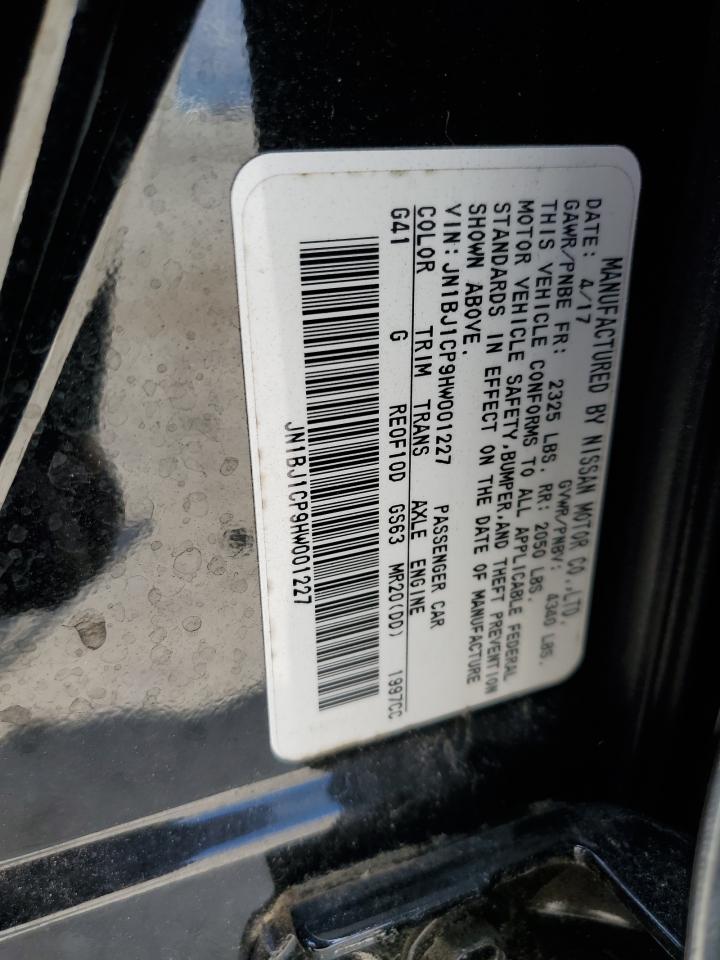 MANUFACTURED BY NISSAN MOTOR CO.,LTD.
DATE: 4/17 GVWR/PNBV: 4340 LBS.
GAWR/PNBE FR: 2325 LBS. RR: 2050 LBS.
THIS VEHICLE CONFORMS TO ALL APPLICABLE FEDERAL
MOTOR VEHICLE SAFETY,BUMPER,AND THEFT PREVENTION
STANDARDS IN EFFECT ON THE DATE OF MANUFACTURE
SHOWN ABOVE.
VIN:JN1BJ1CP9HW001227 PASSENGER CAR
COLOR TRIM TRANS AXLE ENGINE
G41 G RE0F10D GS63 MR20(DD) 1997CC
JN1BJ1CP9HW001227